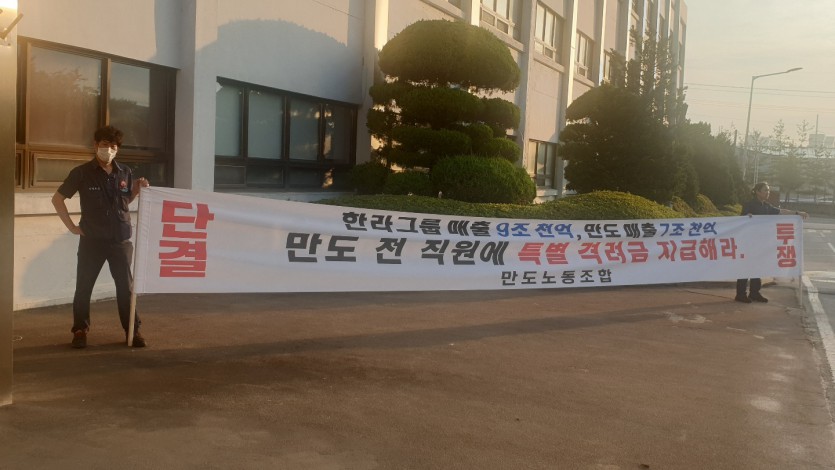 단결
한라그룹 매출 9조 천억, 만도 매출 7조 천억
만도 전 직원에 특별 격려금 지급해라.
만도노동조합
투쟁